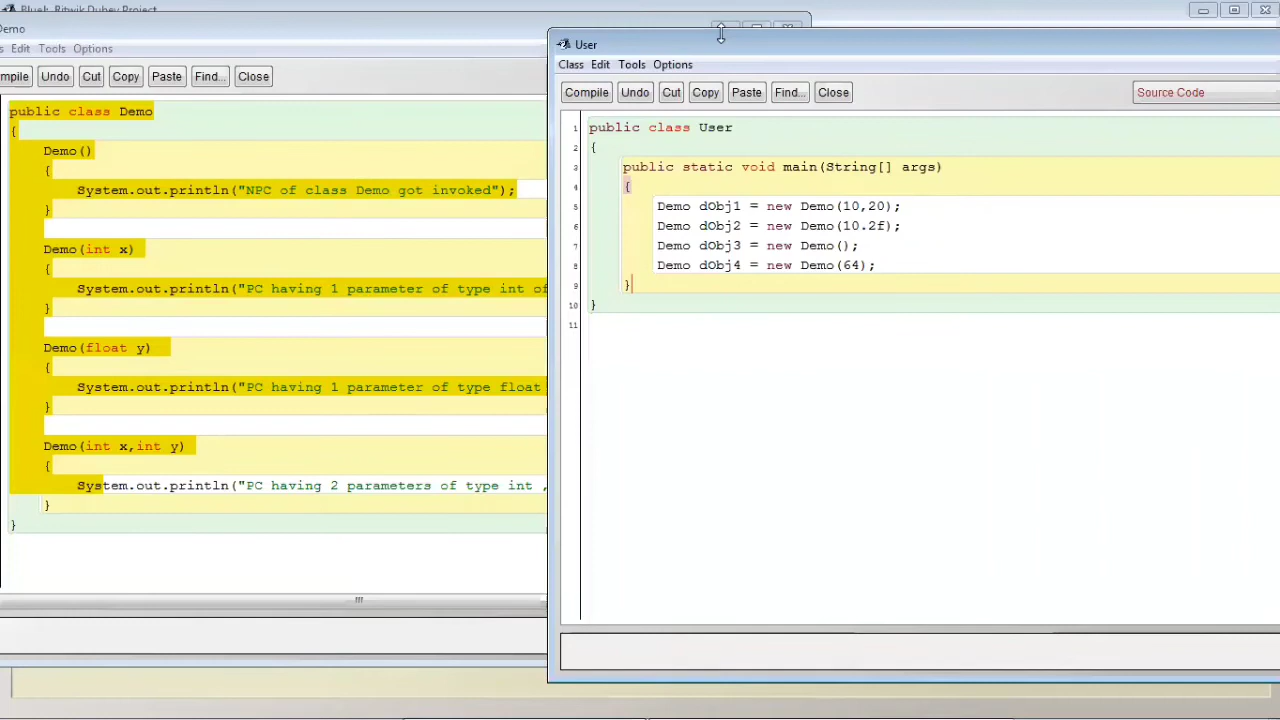 BlueJ: Ritwik Dubey Project
Demo
Edit Tools Options
mpile Undo Cut Copy Paste Find... Close
public class Demo
{
Demo()
{
System.out.println("NPC of class Demo got invoked");
}
Demo(int x)
{
System.out.println("PC having 1 parameter of type int of
}
Demo(float y)
{
System.out.println("PC having 1 parameter of type float
}
Demo(int x,int y)
{
System.out.println("PC having 2 parameters of type int ,
}
}
User
Class Edit Tools Options
Compile Undo Cut Copy Paste Find... Close Source Code
1 public class User
2 {
3 public static void main(String[] args)
4 {
5 Demo dObj1 = new Demo(10,20);
6 Demo dObj2 = new Demo(10.2f);
7 Demo dObj3 = new Demo();
8 Demo dObj4 = new Demo(64);
9 }
10 }
11